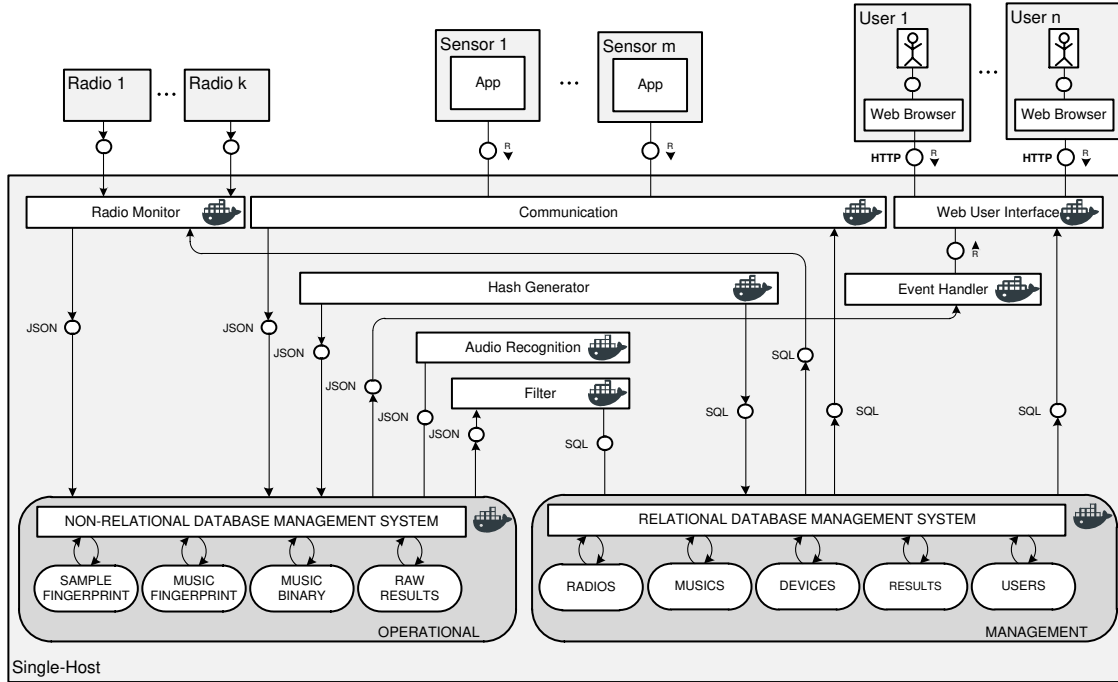 User 1
User n
Sensor 1
Sensor m
Radio 1
...
Radio k
App
...
App
...
Web Browser
Web Browser
R
R
HTTP
R
HTTP
R
Radio Monitor
Communication
Web User Interface
R
Hash Generator
Event Handler
JSON
JSON
JSON
Audio Recognition
SQL
JSON
Filter
JSON
JSON
SQL
SQL
SQL
SQL
NON-RELATIONAL DATABASE MANAGEMENT SYSTEM
RELATIONAL DATABASE MANAGEMENT SYSTEM
SAMPLE
FINGERPRINT
MUSIC
FINGERPRINT
MUSIC
BINARY
RAW
RESULTS
RADIOS
MUSICS
DEVICES
RESULTS
USERS
OPERATIONAL
MANAGEMENT
Single-Host